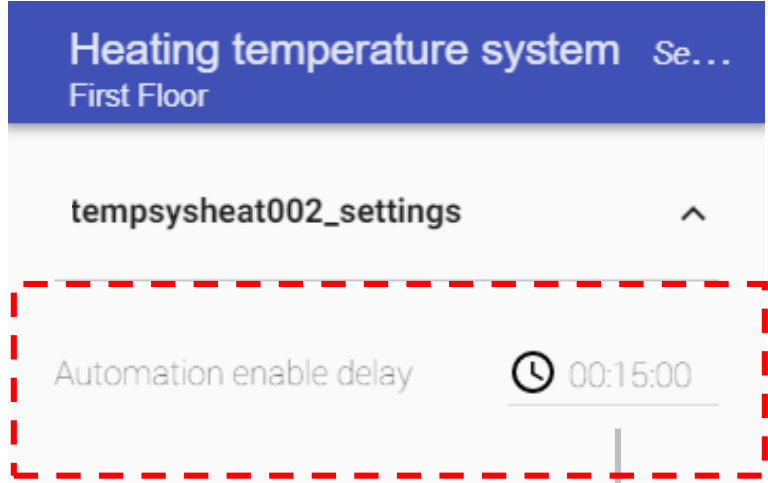 Heating temperature system Se...
First Floor
tempsysheat002_settings
Automation enable delay 00:15:00